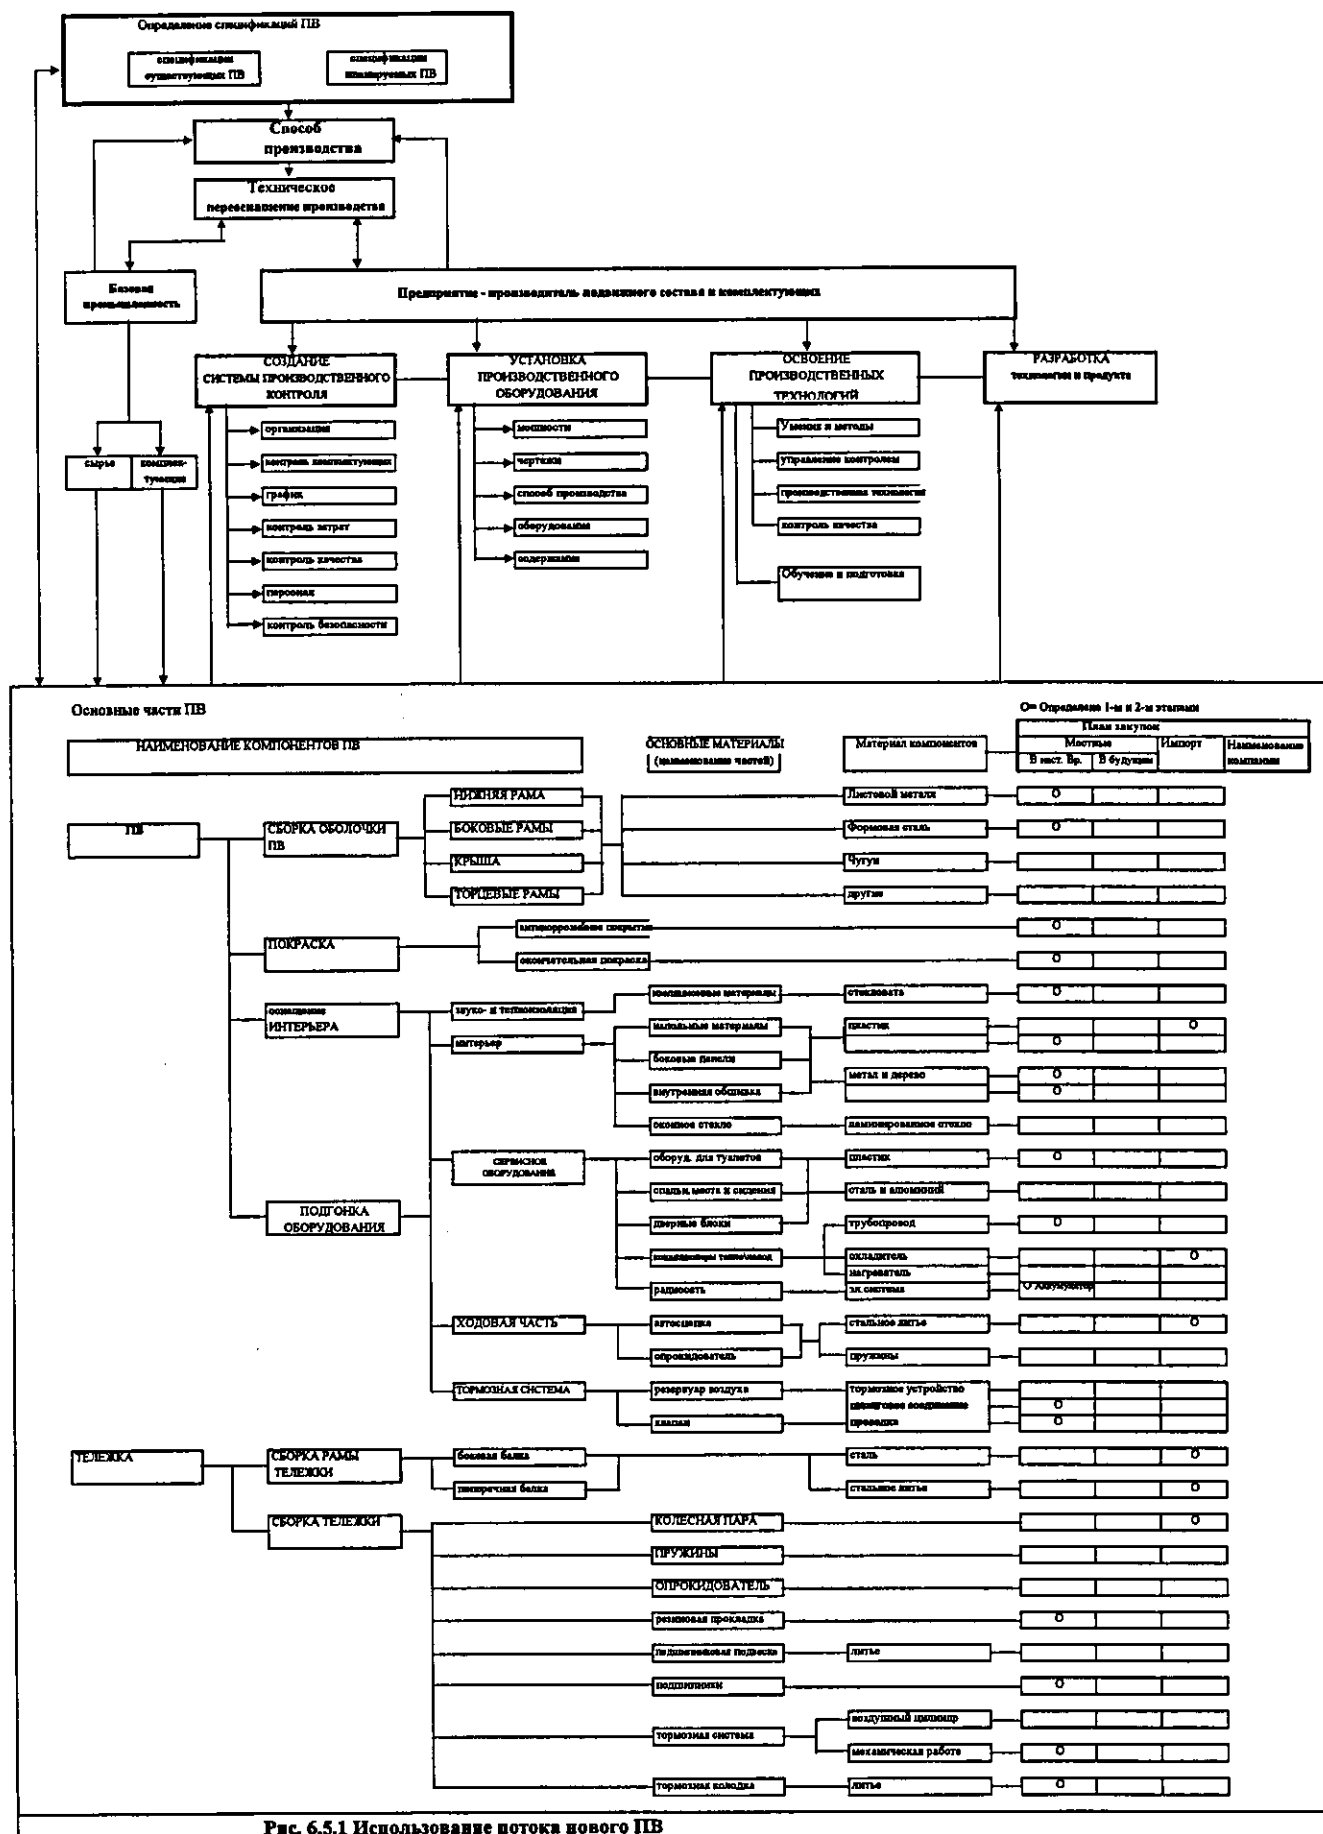 Определение спецификаций ПВ
спецификации
существующих ПВ
спецификации
планируемых ПВ
Способ
производства
Техническое
переоснащение производства
Базовая
промышленность
Предприятие - производитель подвижного состава и комплектующих
СОЗДАНИЕ
СИСТЕМЫ ПРОИЗВОДСТВЕННОГО
КОНТРОЛЯ
УСТАНОВКА
ПРОИЗВОДСТВЕННОГО
ОБОРУДОВАНИЯ
ОСВОЕНИЕ
ПРОИЗВОДСТВЕННЫХ
ТЕХНОЛОГИЙ
РАЗРАБОТКА
технологии и продукта
организация
контроль комплектующих
график
контроль затрат
контроль качества
персонал
контроль безопасности
мощности
чертежи
способ производства
оборудование
содержание
Умения и методы
управление контролем
производственная технология
контроль качества
Обучение и подготовка
сырье
комплек-
тующие
Основные части ПВ
О= Определена 1-м и 2-м этапами
НАИМЕНОВАНИЕ КОМПОНЕНТОВ ПВ
ОСНОВНЫЕ МАТЕРИАЛЫ
(наименование частей)
Материал компонентов
План закупок
Местные
Импорт
Наименование
компании
В наст. Вр.
В будущем
ПВ
СБОРКА ОБОЛОЧКИ
ПВ
НИЖНЯЯ РАМА
Листовой металл
О
БОКОВЫЕ РАМЫ
Формовая сталь
О
КРЫША
Чугун
ТОРЦЕВЫЕ РАМЫ
другие
ПОКРАСКА
антикоррозийное покрытие
О
окончательная покраска
О
оснащение
ИНТЕРЬЕРА
звуко- и теплоизоляция
изоляционные материалы
стекловата
О
интерьер
напольные материалы
пластик
О
О
боковые панели
внутренняя обшивка
метал и дерево
О
О
оконное стекло
ламинированное стекло
СЕРВИСНОЕ
ОБОРУДОВАНИЕ
оборуд. для туалетов
пластик
О
спальн. места и сидения
сталь и алюминий
ПОДГОНКА
ОБОРУДОВАНИЯ
дверные блоки
трубопровод
О
охладитель
О
нагреватель
радиосеть
эл.система
О Аккумулятор
ХОДОВАЯ ЧАСТЬ
автосцепка
стальное литье
О
опрокидователь
пружины
ТОРМОЗНАЯ СИСТЕМА
резервуар воздуха
тормозное устройство
шланговое соединение
О
клапан
проводка
О
ТЕЛЕЖКА
СБОРКА РАМЫ
ТЕЛЕЖКИ
боковая балка
сталь
О
поперечная балка
стальное литье
О
СБОРКА ТЕЛЕЖКИ
КОЛЕСНАЯ ПАРА
О
ПРУЖИНЫ
ОПРОКИДОВАТЕЛЬ
резиновая прокладка
О
подшипниковая подвеска
литье
подшипники
О
тормозная система
воздушный цилиндр
механическая работа
О
тормозная колодка
литье
О
Рис. 6.5.1 Использование потока нового ПВ